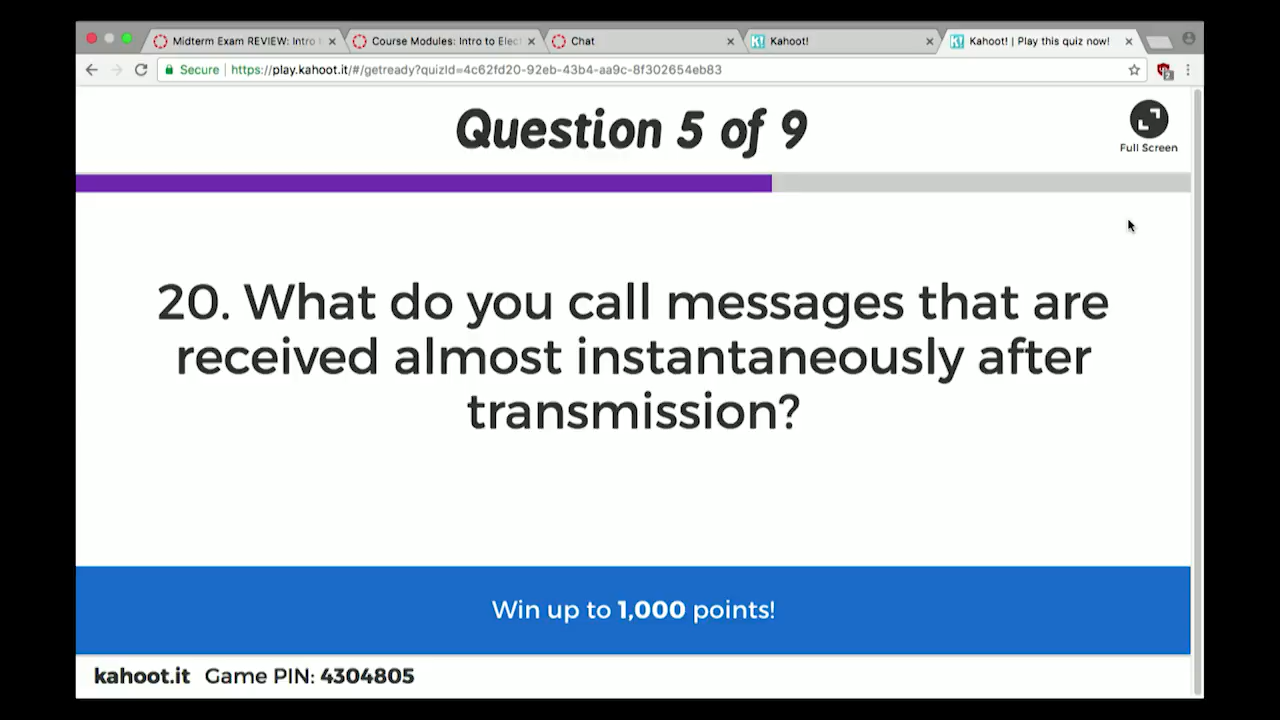 Midterm Exam REVIEW: Intro t
Course Modules: Intro to Elect
Chat
Kahoot!
Kahoot! | Play this quiz now!
Secure
https://play.kahoot.it/#/getready?quizId=4c62fd20-92eb-43b4-aa9c-8f302654eb83
Question 5 of 9
Full Screen
20. What do you call messages that are
received almost instantaneously after
transmission?
Win up to 1,000 points!
kahoot.it Game PIN: 4304805